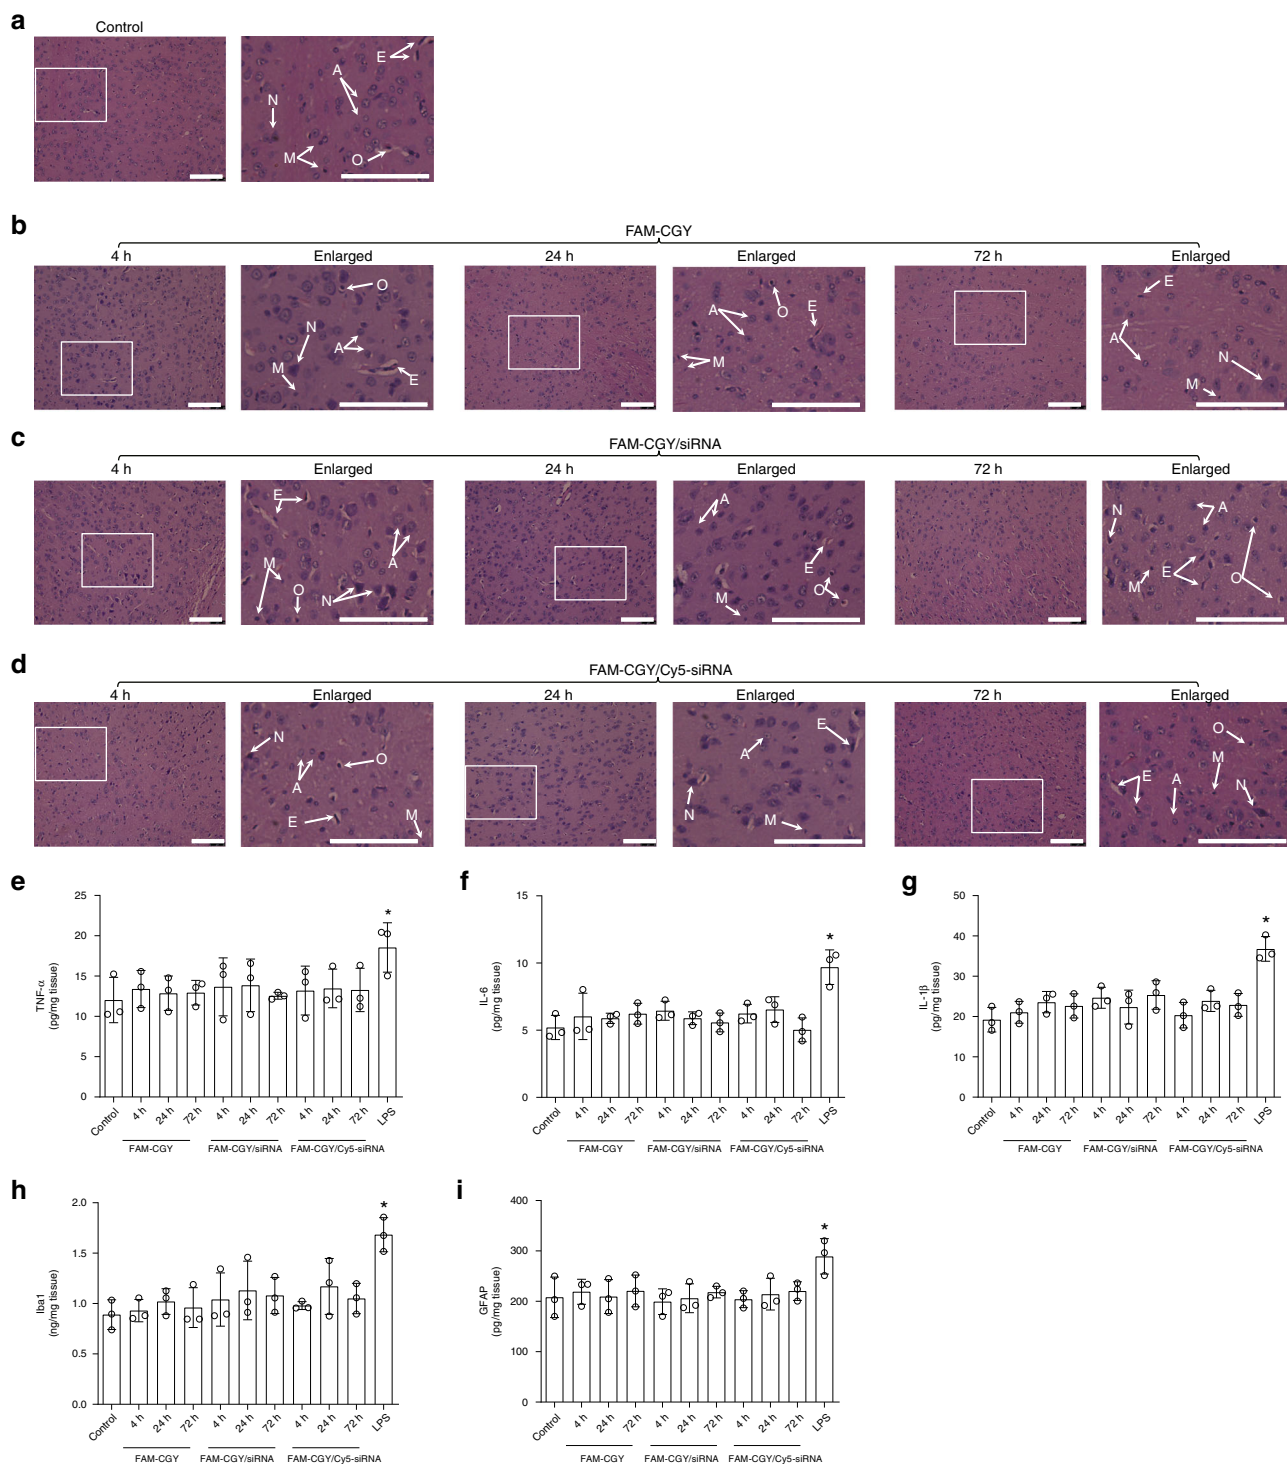 a
Control
E
A
N
M
O
b
FAM-CGY
4 h Enlarged 24 h Enlarged 72 h Enlarged
O
N
A
M
E
A
O
E
M
E
A
N
M
c
FAM-CGY/siRNA
4 h Enlarged 24 h Enlarged 72 h Enlarged
E
M
A
O
N
A
E
M
O
N
A
E
M
O
d
FAM-CGY/Cy5-siRNA
4 h Enlarged 24 h Enlarged 72 h Enlarged
N
O
A
E
M
E
A
N
M
O
M
E
A
N
e
25
20
15
10
5
0
TNF-α
(pg/mg tissue)
*
Control 4 h 24 h 72 h 4 h 24 h 72 h 4 h 24 h 72 h LPS
FAM-CGY FAM-CGY/siRNA FAM-CGY/Cy5-siRNA
f
15
10
5
0
IL-6
(pg/mg tissue)
*
Control 4 h 24 h 72 h 4 h 24 h 72 h 4 h 24 h 72 h LPS
FAM-CGY FAM-CGY/siRNA FAM-CGY/Cy5-siRNA
g
50
40
30
20
10
0
IL-1β
(pg/mg tissue)
*
Control 4 h 24 h 72 h 4 h 24 h 72 h 4 h 24 h 72 h LPS
FAM-CGY FAM-CGY/siRNA FAM-CGY/Cy5-siRNA
h
2.0
1.5
1.0
0.5
0.0
Iba1
(ng/mg tissue)
*
Control 4 h 24 h 72 h 4 h 24 h 72 h 4 h 24 h 72 h LPS
FAM-CGY FAM-CGY/siRNA FAM-CGY/Cy5-siRNA
i
400
300
200
100
0
GFAP
(pg/mg tissue)
*
Control 4 h 24 h 72 h 4 h 24 h 72 h 4 h 24 h 72 h LPS
FAM-CGY FAM-CGY/siRNA FAM-CGY/Cy5-siRNA